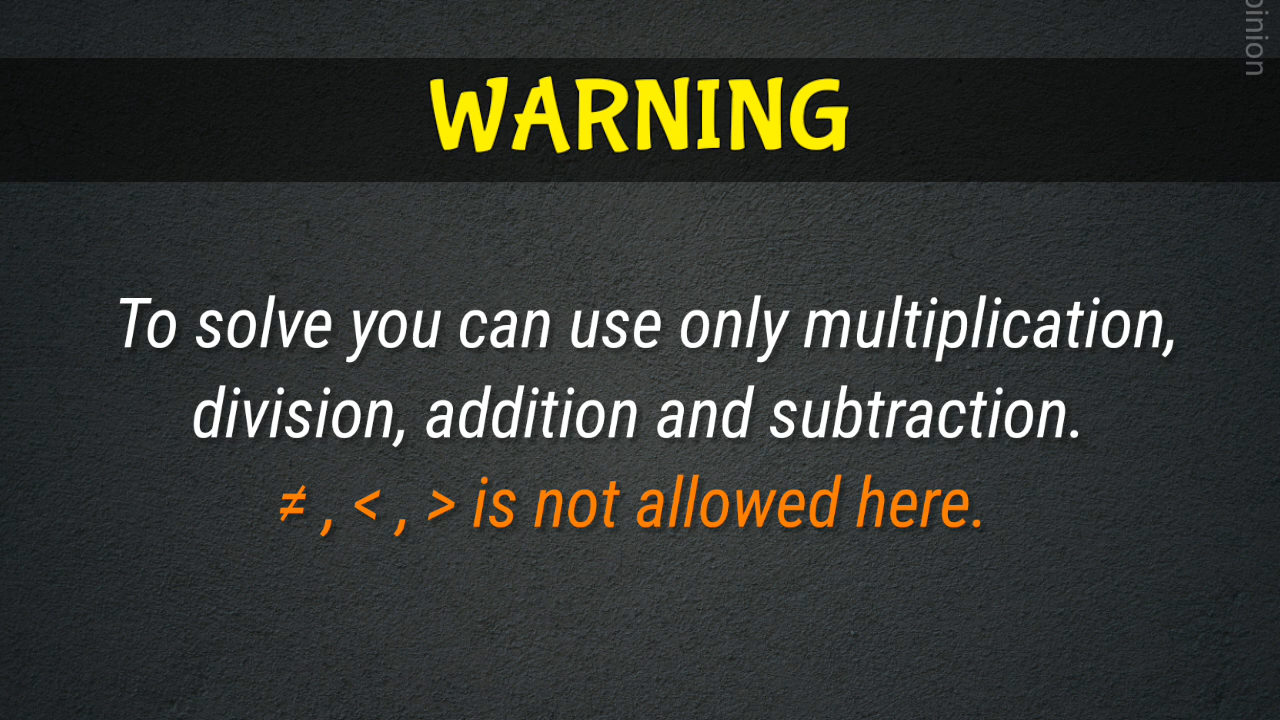 WARNING
To solve you can use only multiplication,
division, addition and subtraction.
≠ , < , > is not allowed here.